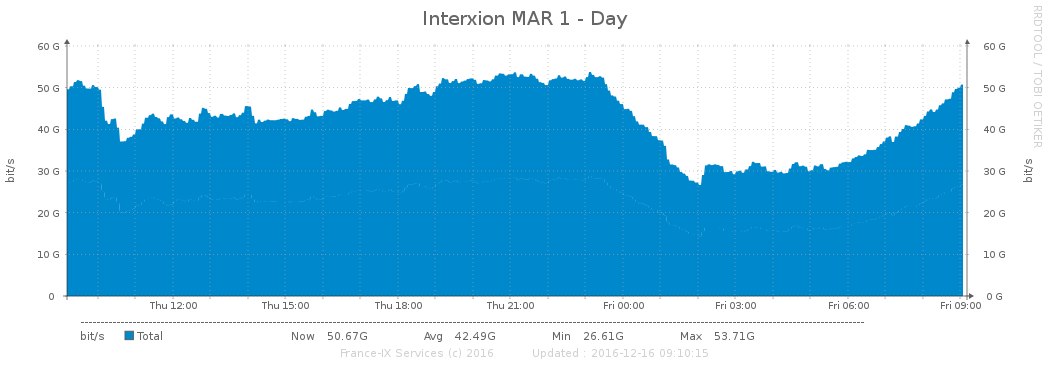 Interxion MAR 1 - Day
RRDTOOL / TOBI OETIKER
60 G 60 G
50 G 50 G
40 G 40 G
30 G 30 G
20 G 20 G
10 G 10 G
0 0 G
bit/s bit/s
Thu 12:00 Thu 15:00 Thu 18:00 Thu 21:00 Fri 00:00 Fri 03:00 Fri 06:00 Fri 09:00
bit/s Total Now 50.67G Avg 42.49G Min 26.61G Max 53.71G
France-IX Services (c) 2016 Updated : 2016-12-16 09:10:15